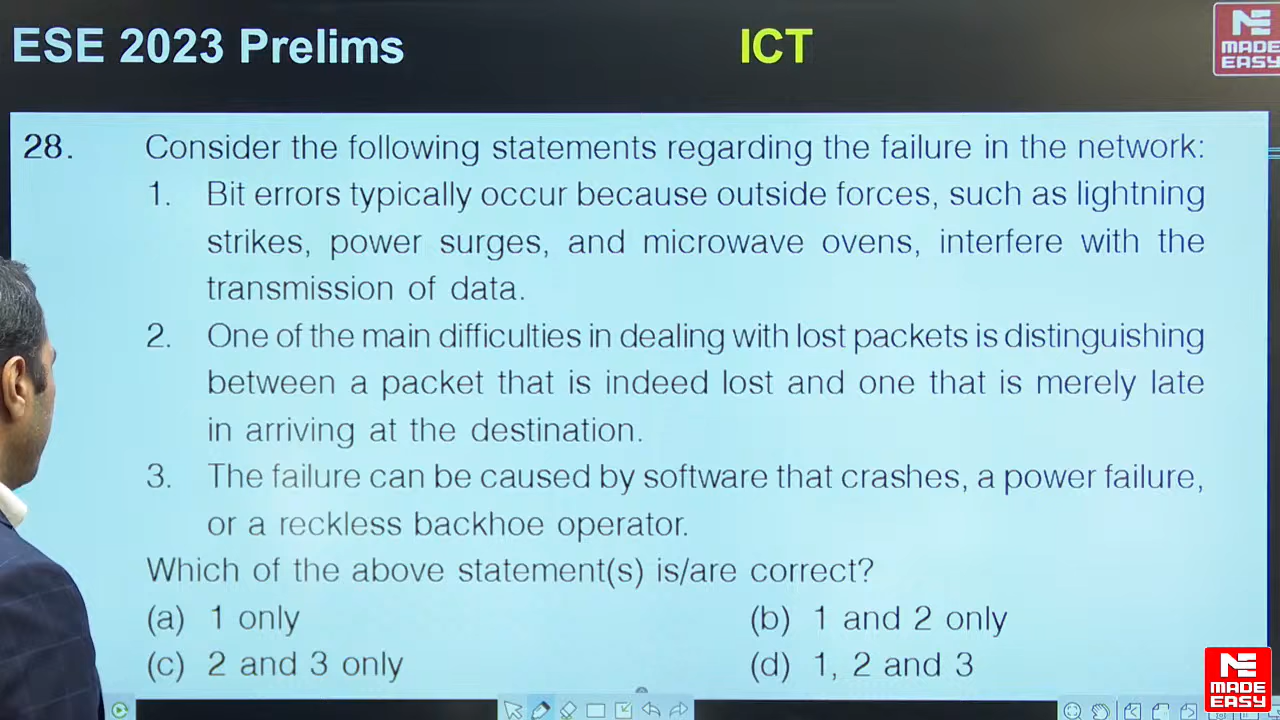 ESE 2023 Prelims
ICT
MADE
EASY
28. Consider the following statements regarding the failure in the network:
1. Bit errors typically occur because outside forces, such as lightning
strikes, power surges, and microwave ovens, interfere with the
transmission of data.
2. One of the main difficulties in dealing with lost packets is distinguishing
between a packet that is indeed lost and one that is merely late
in arriving at the destination.
3. The failure can be caused by software that crashes, a power failure,
or a reckless backhoe operator.
Which of the above statement(s) is/are correct?
(a) 1 only (b) 1 and 2 only
(c) 2 and 3 only (d) 1, 2 and 3
MADE
EASY